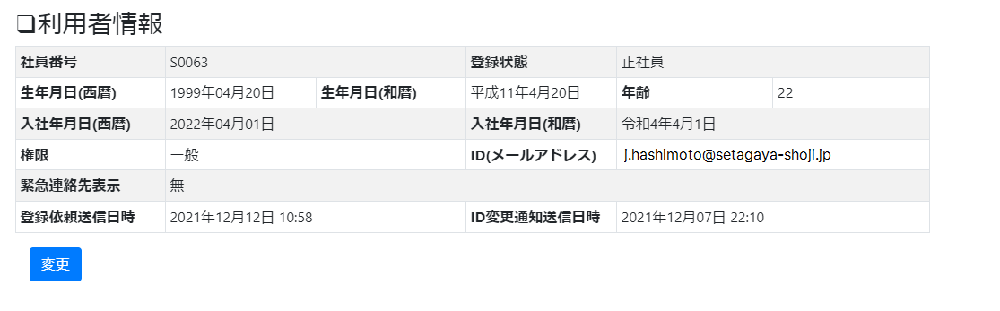 ❏利用者情報
社員番号 S0063 登録状態 正社員
生年月日(西暦) 1999年04月20日 生年月日(和暦) 平成11年4月20日 年齢 22
入社年月日(西暦) 2022年04月01日 入社年月日(和暦) 令和4年4月1日
権限 一般 ID(メールアドレス) j.hashimoto@setagaya-shoji.jp
緊急連絡先表示 無
登録依頼送信日時 2021年12月12日 10:58 ID変更通知送信日時 2021年12月07日 22:10
変更